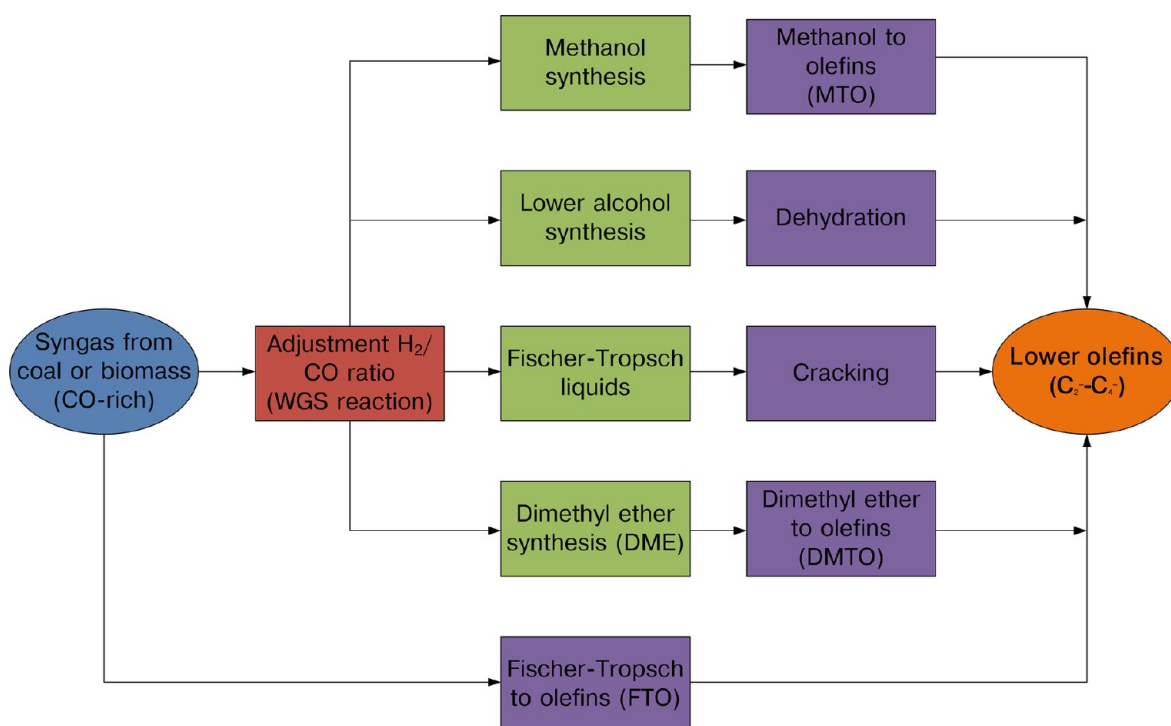 Methanol
synthesis
Methanol to
olefins
(MTO)
Lower alcohol
synthesis
Dehydration
Syngas from
coal or biomass
(CO-rich)
Adjustment H₂/
CO ratio
(WGS reaction)
Fischer-Tropsch
liquids
Cracking
Lower olefins
(C₂⁻-C₄⁻)
Dimethyl ether
synthesis (DME)
Dimethyl ether
to olefins
(DMTO)
Fischer-Tropsch
to olefins (FTO)